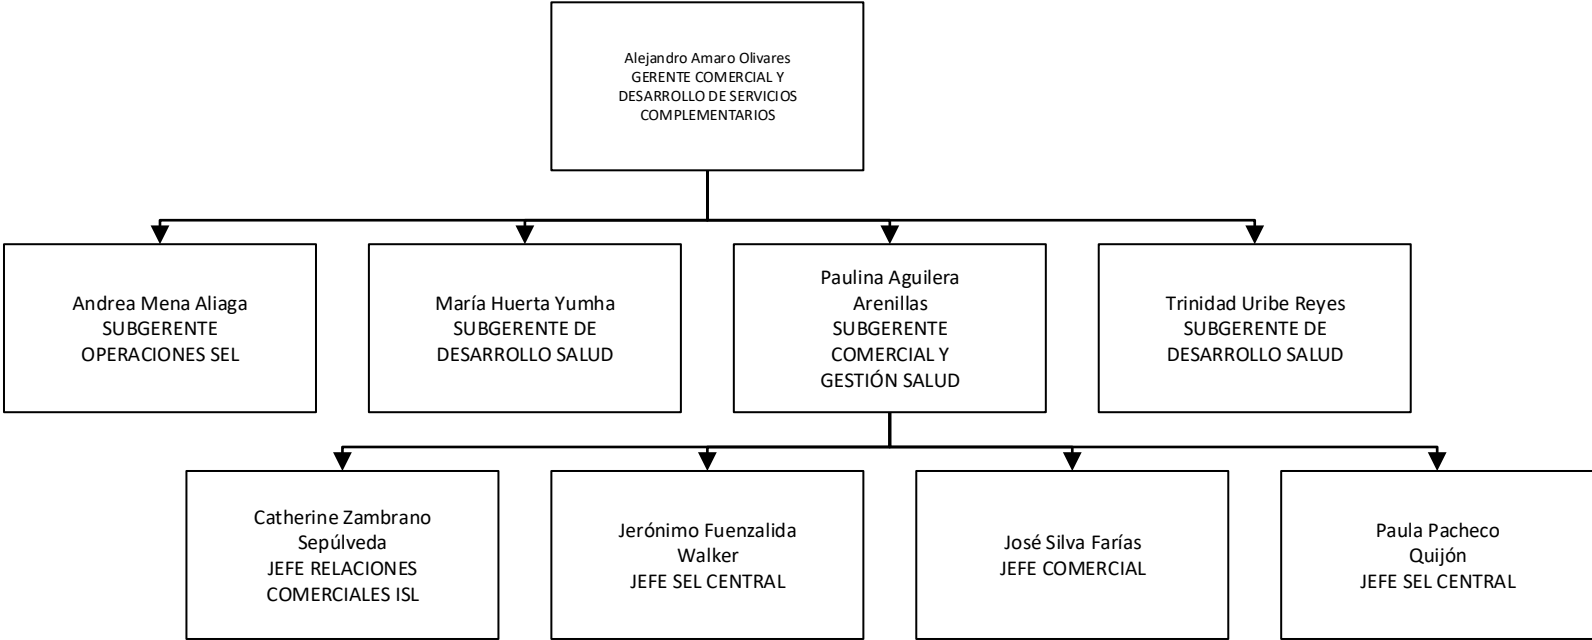 Alejandro Amaro Olivares
GERENTE COMERCIAL Y
DESARROLLO DE SERVICIOS
COMPLEMENTARIOS
Andrea Mena Aliaga
SUBGERENTE
OPERACIONES SEL
María Huerta Yumha
SUBGERENTE DE
DESARROLLO SALUD
Paulina Aguilera
Arenillas
SUBGERENTE
COMERCIAL Y
GESTIÓN SALUD
Trinidad Uribe Reyes
SUBGERENTE DE
DESARROLLO SALUD
Catherine Zambrano
Sepúlveda
JEFE RELACIONES
COMERCIALES ISL
Jerónimo Fuenzalida
Walker
JEFE SEL CENTRAL
José Silva Farías
JEFE COMERCIAL
Paula Pacheco
Quijón
JEFE SEL CENTRAL